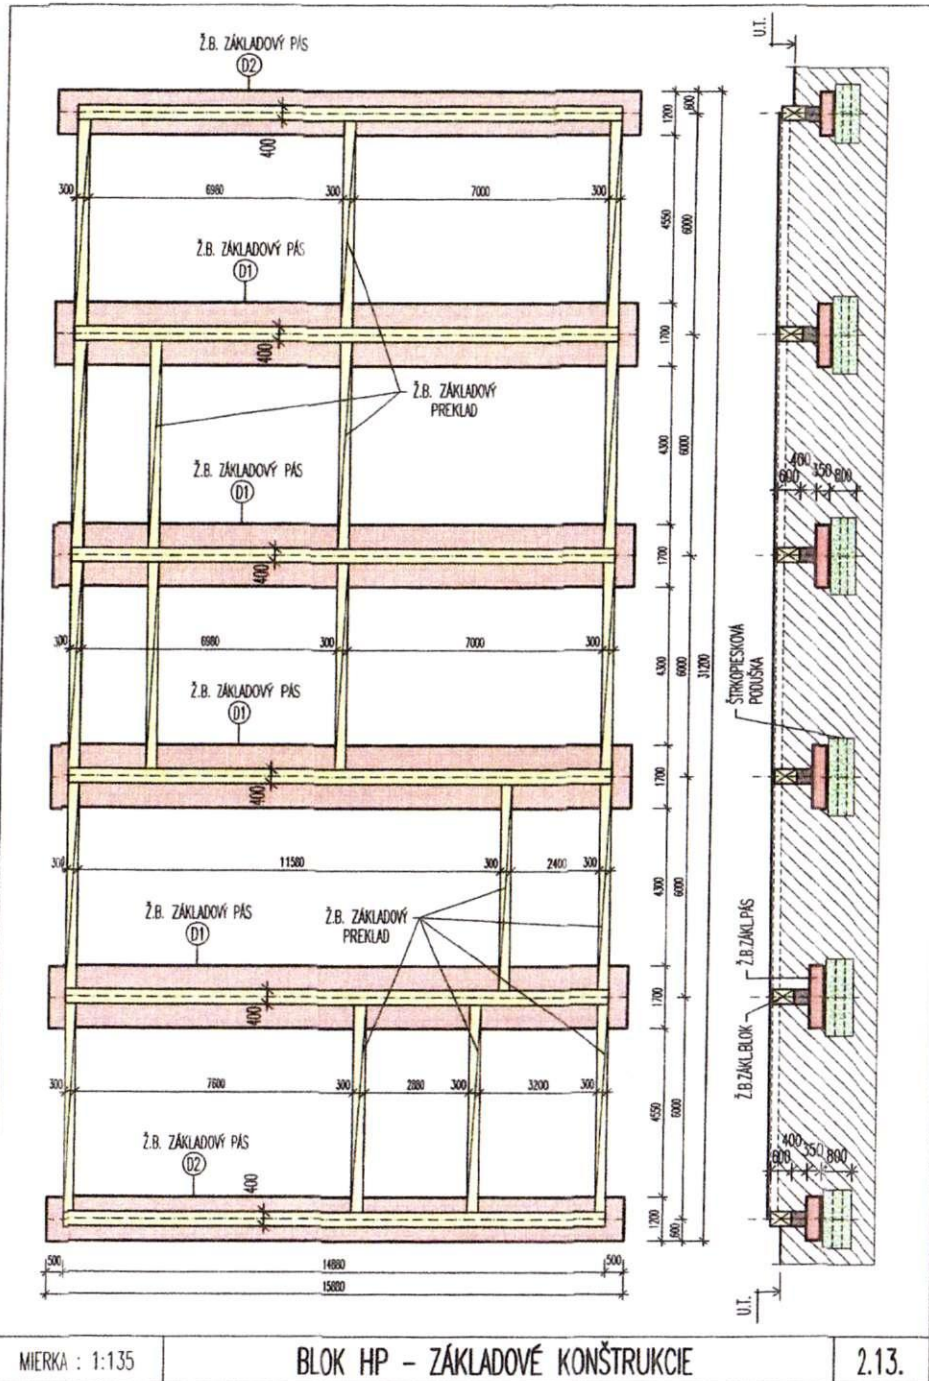 Ž.B. ZÁKLADOVÝ PÁS
D2
U.T.
400
1200
600
300
6980
300
7000
300
4550
6000
Ž.B. ZÁKLADOVÝ PÁS
D1
400
1700
Ž.B. ZÁKLADOVÝ
PREKLAD
4300
6000
Ž.B. ZÁKLADOVÝ PÁS
D1
400
600
350
800
400
1700
300
6980
300
7000
300
4300
6000
31200
ŠTRKOPIESKOVÁ
PODUŠKA
Ž.B. ZÁKLADOVÝ PÁS
D1
400
1700
300
11580
300
2400
300
4300
6000
Ž.B. ZÁKLADOVÝ PÁS
D1
Ž.B. ZÁKLADOVÝ
PREKLAD
Ž.B.ZÁKL.PÁS
Ž.B.ZÁKL.BLOK
400
1700
300
7600
300
2880
300
3200
300
4550
6000
Ž.B. ZÁKLADOVÝ PÁS
D2
400
400
600
350
800
1200
600
500
14880
500
15880
U.T.
MIERKA : 1:135
BLOK HP - ZÁKLADOVÉ KONŠTRUKCIE
2.13.